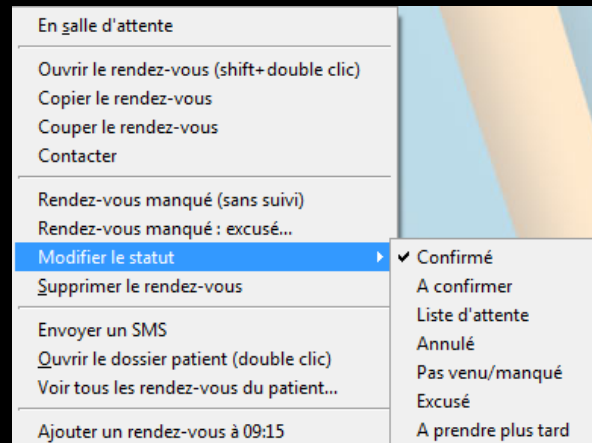 En salle d'attente
Ouvrir le rendez-vous (shift+double clic)
Copier le rendez-vous
Couper le rendez-vous
Contacter
Rendez-vous manqué (sans suivi)
Rendez-vous manqué : excusé...
Modifier le statut
Supprimer le rendez-vous
Envoyer un SMS
Ouvrir le dossier patient (double clic)
Voir tous les rendez-vous du patient...
Ajouter un rendez-vous à 09:15
Confirmé
A confirmer
Liste d'attente
Annulé
Pas venu/manqué
Excusé
A prendre plus tard